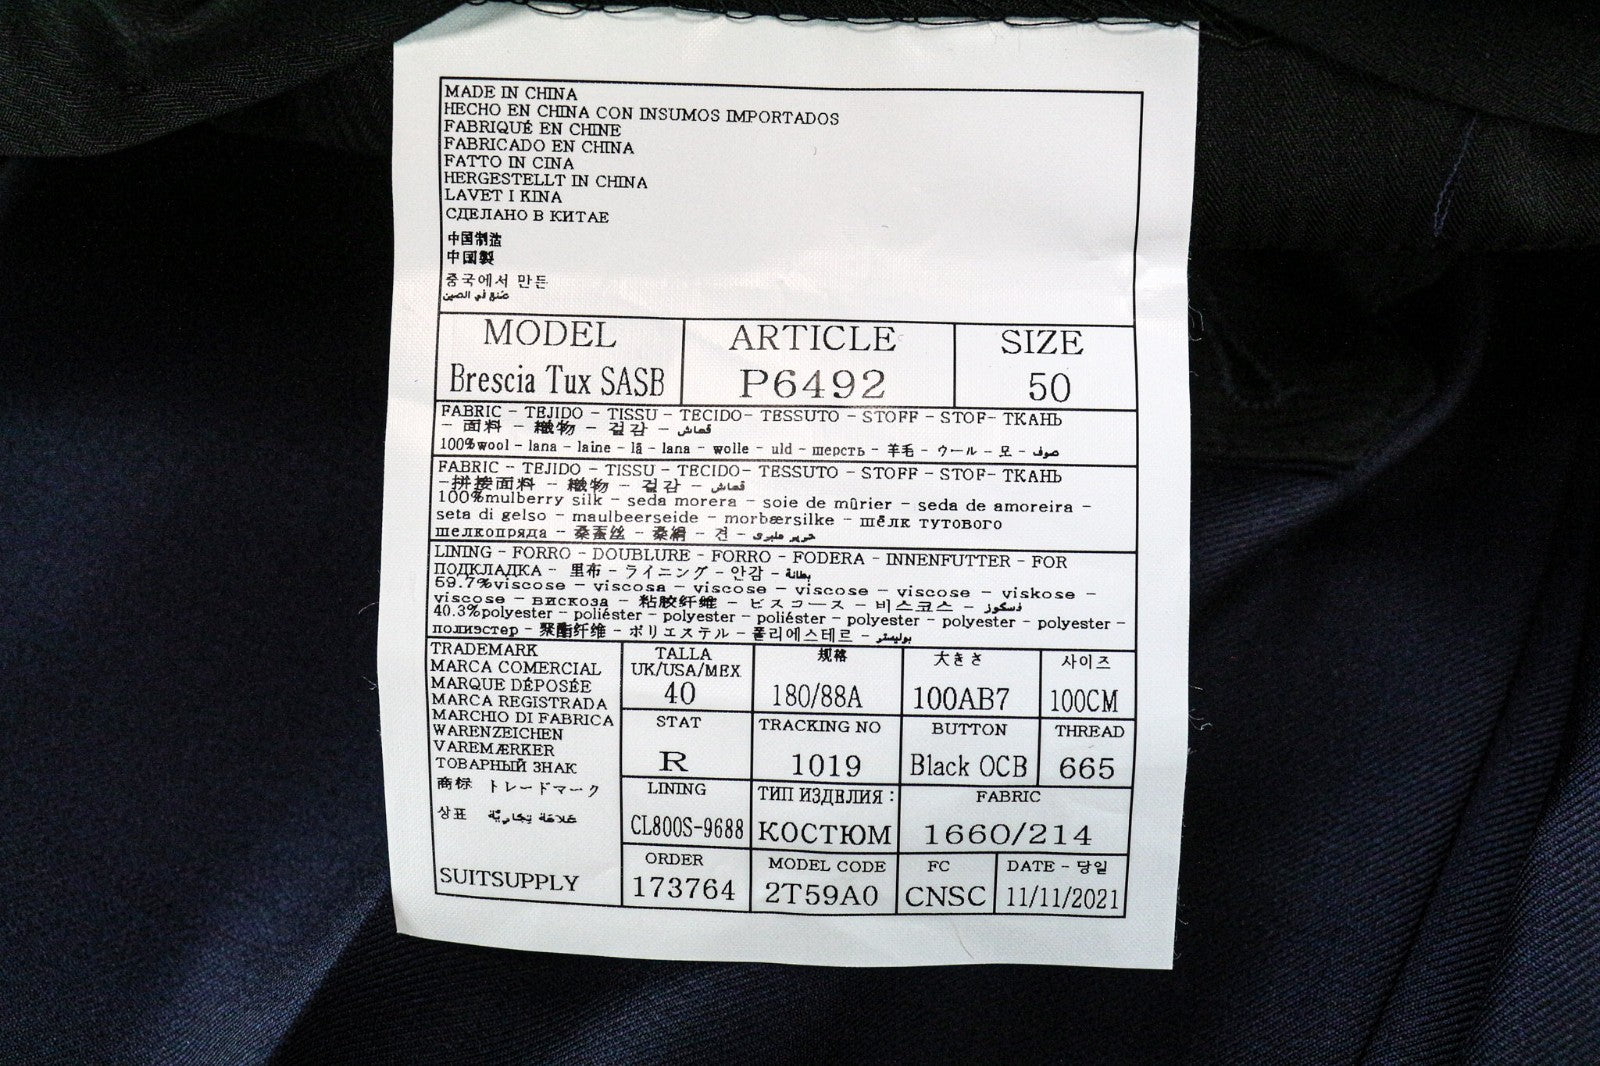 MADE IN CHINA
HECHO EN CHINA CON INSUMOS IMPORTADOS
FABRIQUÉ EN CHINE
FABRICADO EN CHINA
FATTO IN CINA
HERGESTELLT IN CHINA
LAVET I KINA
СДЕЛАНО В КИТАЕ
中国制造
中国製
중국에서 만든
صُنع في الصين
MODEL ARTICLE SIZE
Brescia Tux SASB P6492 50
FABRIC - TEJIDO - TISSU - TECIDO- TESSUTO - STOFF - STOF- ТКАНЬ
- 面料 - 織物 - 겉감 - قماش
100%wool - lana - laine - lã - lana - wolle - uld - шерсть - 羊毛 - ウール - 모 - صوف
FABRIC - TEJIDO - TISSU - TECIDO- TESSUTO - STOFF - STOF- ТКАНЬ
-拼接面料 - 織物 - 겉감 - قماش
100%mulberry silk - seda morera - soie de mûrier - seda de amoreira -
seta di gelso - maulbeerseide - morbærsilke - шёлк тутового
шелкопряда - 桑蚕丝 - 桑絹 - 견 - حرير ملبري
LINING - FORRO - DOUBLURE - FORRO - FODERA - INNENFUTTER - FOR
ПОДКЛАДКА - 里布 - ライニング - 안감 - بطانة
59.7%viscose - viscosa - viscose - viscose - viscose - viskose -
viscose - вискоза - 粘胶纤维 - ビスコース - 비스코스 - فسكوز
40.3%polyester - poliéster - polyester - poliéster - polyester - polyester - polyester -
полиэстер - 聚酯纤维 - ポリエステル - 폴리에스테르 - بوليستر
TRADEMARK
MARCA COMERCIAL
MARQUE DÉPOSÉE
MARCA REGISTRADA
MARCHIO DI FABRICA
WARENZEICHEN
VAREMÆRKER
ТОВАРНЫЙ ЗНАК
商标 トレードマーク
상표 علامة تجاريّة
SUITSUPPLY
TALLA 规格 大きさ 사이즈
UK/USA/MEX
40 180/88A 100AB7 100CM
STAT TRACKING NO BUTTON THREAD
R 1019 Black OCB 665
LINING ТИП ИЗДЕЛИЯ: FABRIC
CL800S-9688 КОСТЮМ 1660/214
ORDER MODEL CODE FC DATE - 당일
173764 2T59A0 CNSC 11/11/2021